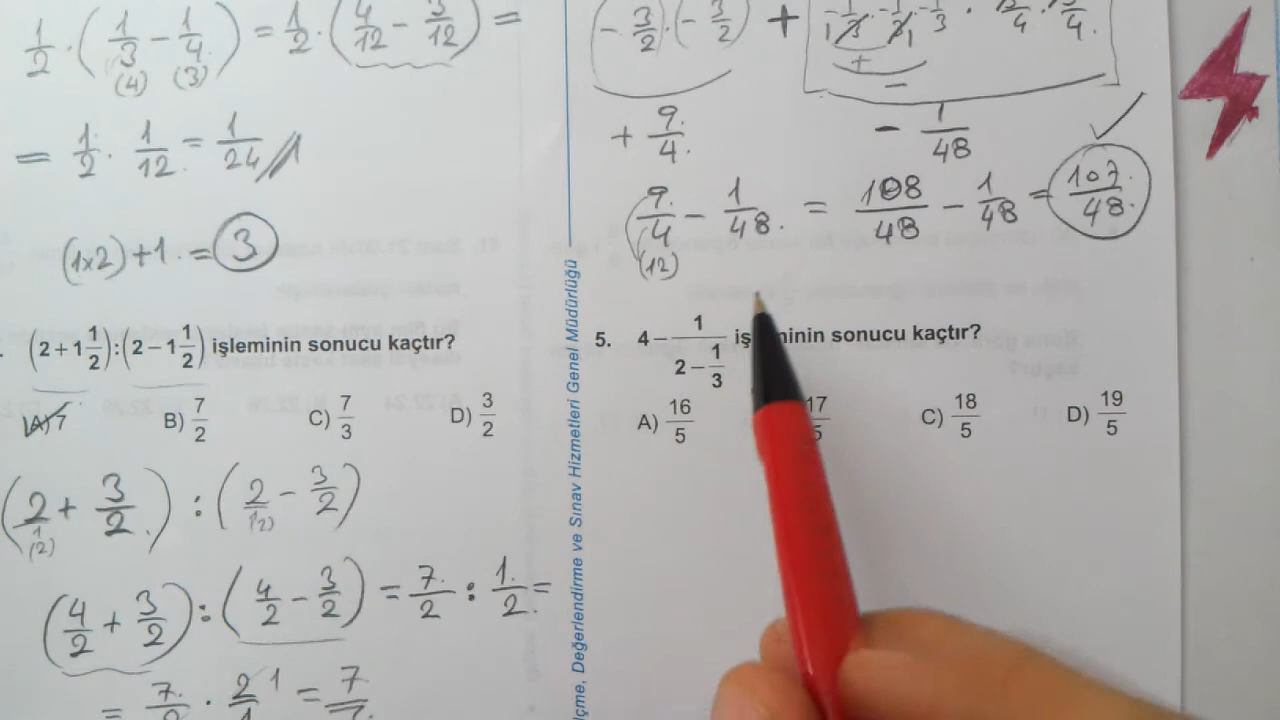 1/2 · (1/3 - 1/4) = 1/2 · (4/12 - 3/12) =
(4) (3)
= 1/2 · 1/12 = 1/24
(1x2)+1 = 3
(2+1 1/2):(2-1 1/2) işleminin sonucu kaçtır?
A) 7 B) 7/2 C) 7/3 D) 3/2
(2 + 3/2) : (2 - 3/2)
1 (2) (2)
(4/2 + 3/2) : (4/2 - 3/2) = 7/2 : 1/2 =
= 7/2 · 2/1 = 7
Değerlendirme ve Sınav Hizmetleri Genel Müdürlüğü
(-3/2)·(-3/2) +
+ 9/4 - 1/48
9/4 - 1/48 = 108/48 - 1/48 = 107/48
(12)
5. 4 - 1/(2 - 1/3) sonucu kaçtır?
A) 16/5 C) 18/5 D) 19/5